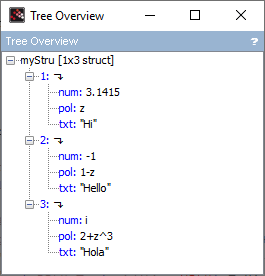 Tree Overview
Tree Overview ?
myStru [1x3 struct]
1:
num: 3.1415
pol: z
txt: "Hi"
2:
num: -1
pol: 1-z
txt: "Hello"
3:
num: i
pol: 2+z^3
txt: "Hola"